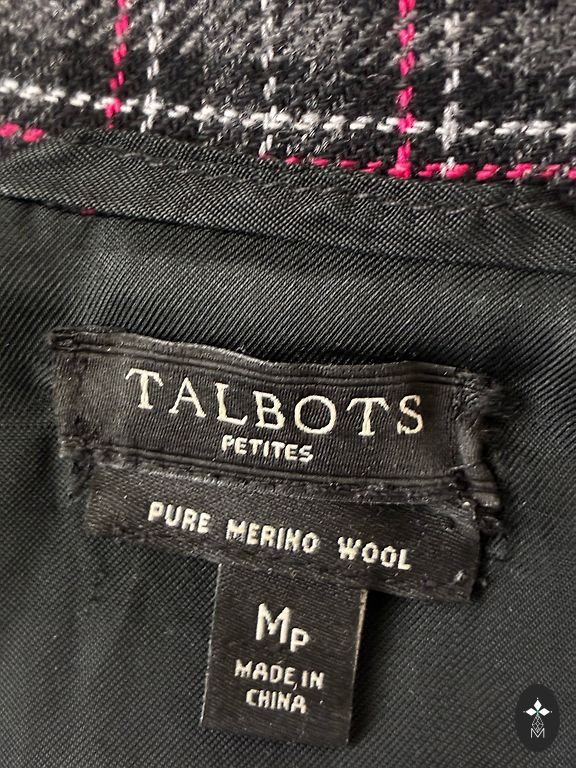 TALBOTS
PETITES
PURE MERINO WOOL
MP
MADE IN
CHINA
M